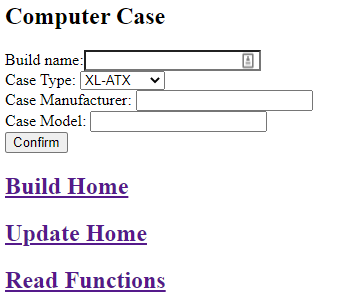 Computer Case
Build name:
Case Type: XL-ATX
Case Manufacturer:
Case Model:
Confirm
Build Home
Update Home
Read Functions